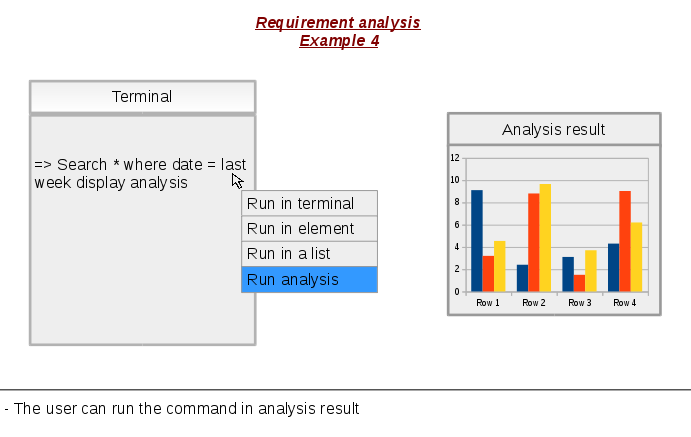 Requirement analysis
Example 4
Terminal
=> Search * where date = last
week display analysis
Run in terminal
Run in element
Run in a list
Run analysis
Analysis result
12
10
8
6
4
2
0
Row 1 Row 2 Row 3 Row 4
- The user can run the command in analysis result